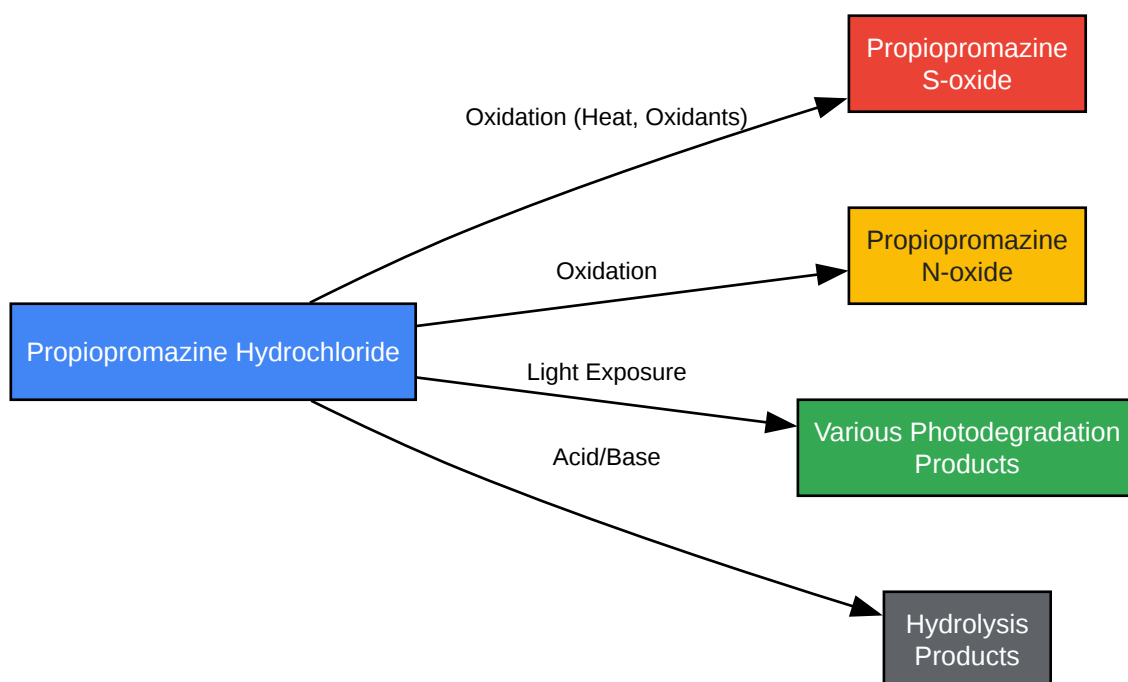 Propiopromazine
S-oxide
Oxidation (Heat, Oxidants)
Propiopromazine
N-oxide
Oxidation
Propiopromazine Hydrochloride
Light Exposure
Various Photodegradation
Products
Acid/Base
Hydrolysis
Products